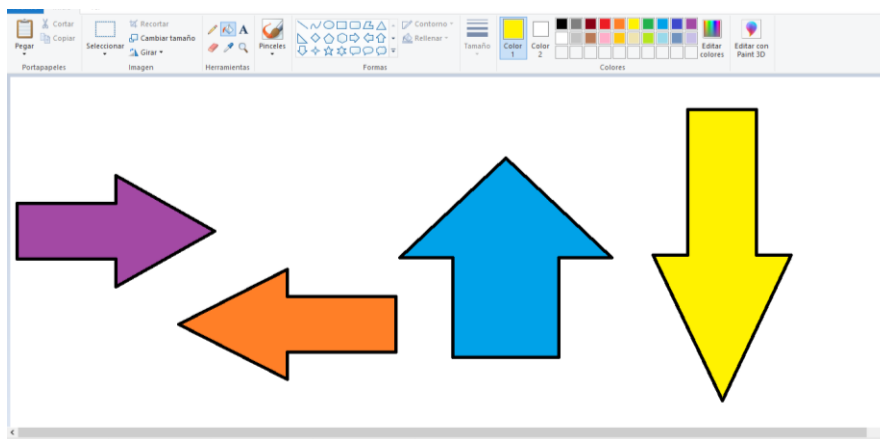 Pegar
Cortar
Copiar
Portapapeles
Seleccionar
Recortar
Cambiar tamaño
Girar
Imagen
A
Herramientas
Pinceles
Contorno
Rellenar
Formas
Tamaño
Color
1
Color
2
Editar
colores
Colores
Editar con
Paint 3D